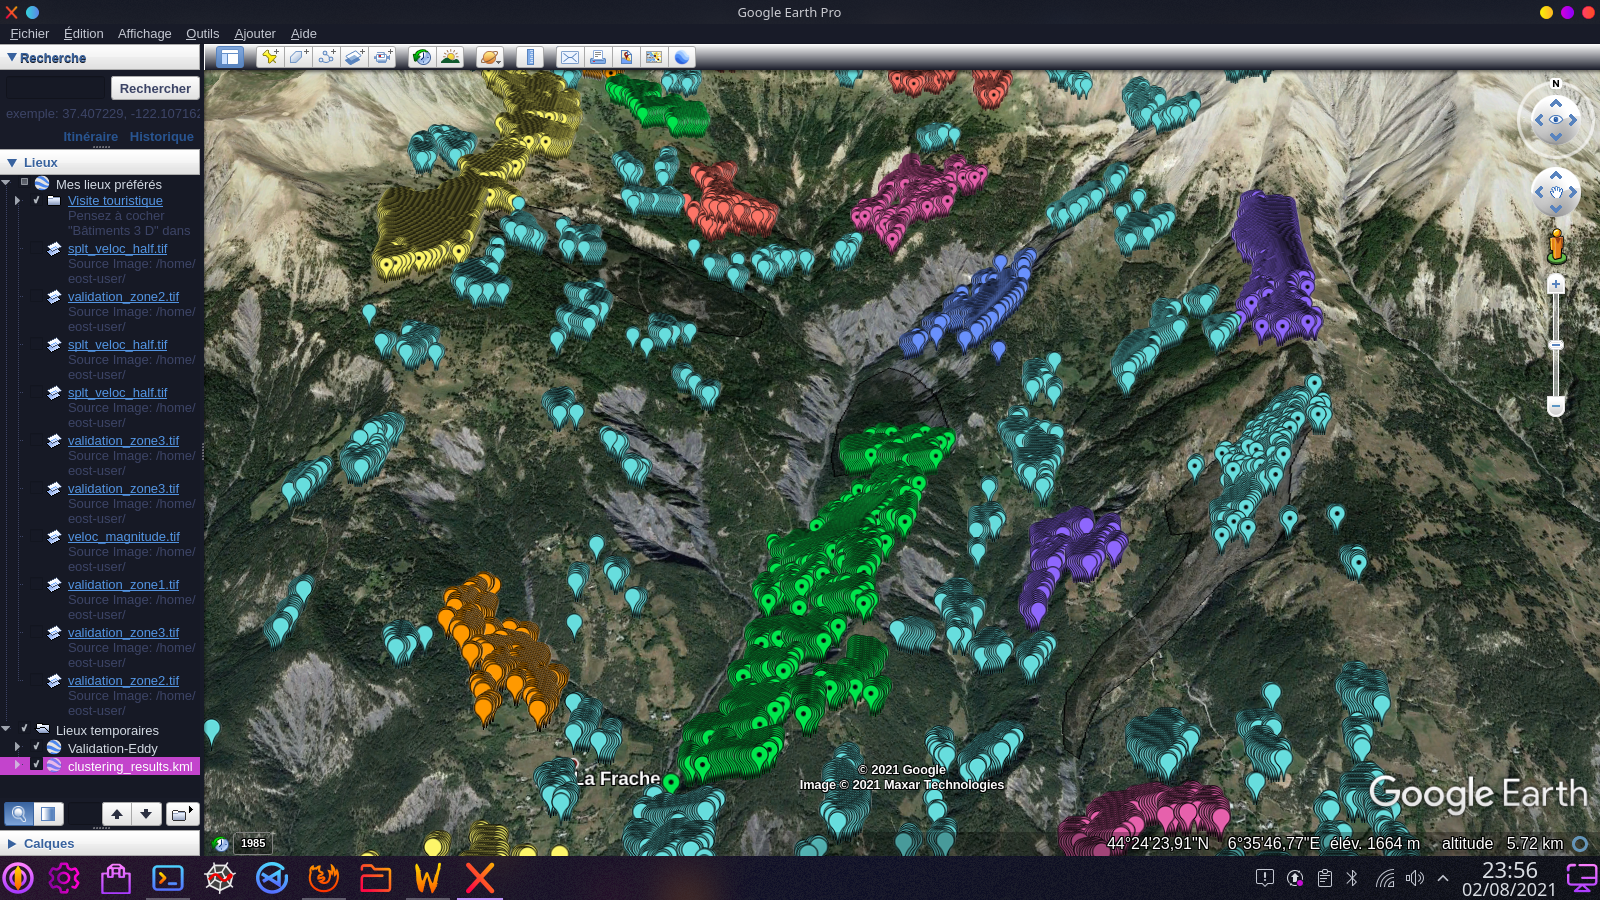 Google Earth Pro
Fichier Édition Affichage Outils Ajouter Aide
Recherche
Rechercher
exemple: 37.407229, -122.107162
Itinéraire Historique
Lieux
Mes lieux préférés
Visite touristique
Pensez à cocher
"Bâtiments 3 D" dans
splt_veloc_half.tif
Source Image: /home/
eost-user/
validation_zone2.tif
Source Image: /home/
eost-user/
splt_veloc_half.tif
Source Image: /home/
eost-user/
splt_veloc_half.tif
Source Image: /home/
eost-user/
validation_zone3.tif
Source Image: /home/
eost-user/
validation_zone3.tif
Source Image: /home/
eost-user/
veloc_magnitude.tif
Source Image: /home/
eost-user/
validation_zone1.tif
Source Image: /home/
eost-user/
validation_zone3.tif
Source Image: /home/
eost-user/
validation_zone2.tif
Source Image: /home/
eost-user/
Lieux temporaires
Validation-Eddy
clustering_results.kml
Calques
N
La Frache
© 2021 Google
Image © 2021 Maxar Technologies
Google Earth
1985
44°24'23,91"N 6°35'46,77"E élév. 1664 m altitude 5.72 km
23:56
02/08/2021